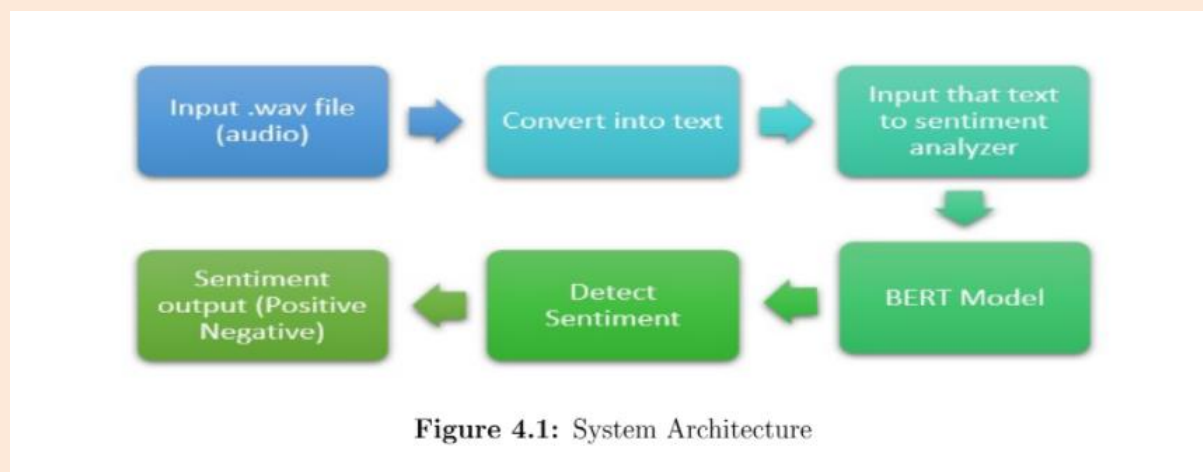 Input .wav file
(audio)
Convert into text
Input that text
to sentiment
analyzer
BERT Model
Detect
Sentiment
Sentiment
output (Positive
Negative)
Figure 4.1: System Architecture